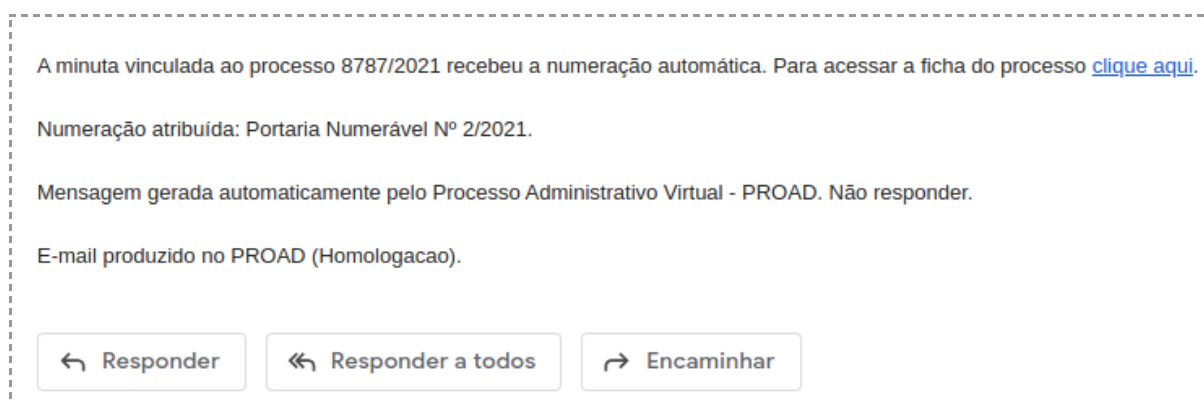 A minuta vinculada ao processo 8787/2021 recebeu a numeração automática. Para acessar a ficha do processo clique aqui.
Numeração atribuída: Portaria Numerável Nº 2/2021.
Mensagem gerada automaticamente pelo Processo Administrativo Virtual - PROAD. Não responder.
E-mail produzido no PROAD (Homologacao).
Responder Responder a todos Encaminhar